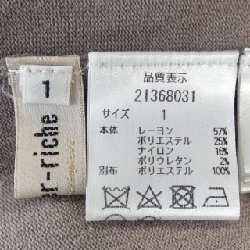 1
er-riche
品質表示
21368031
サイズ 1
本体 レーヨン 57%
ポリエステル 25%
ナイロン 16%
ポリウレタン 2%
別布 ポリエステル 100%